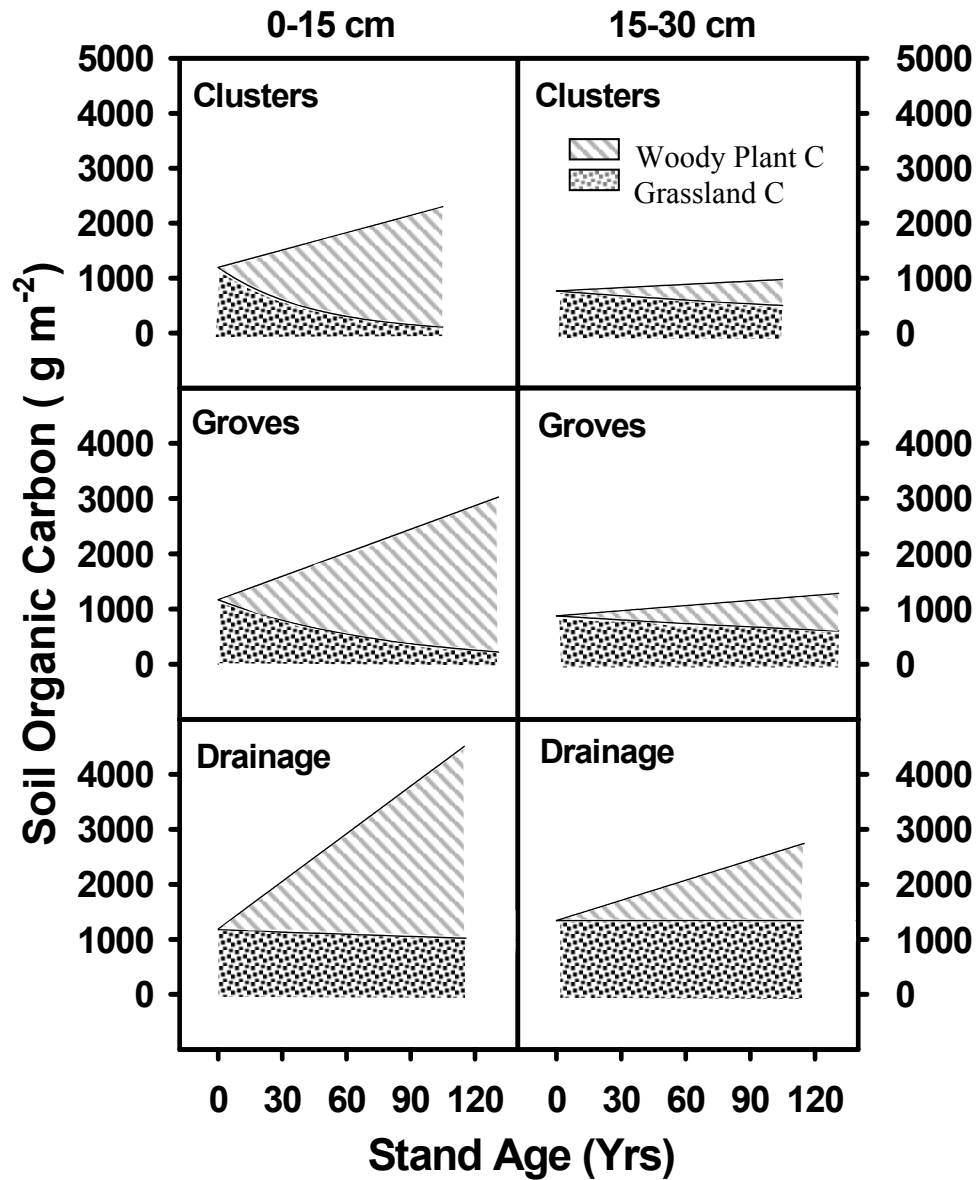 0-15 cm
15-30 cm
5000
4000
3000
2000
1000
0
Clusters
Clusters
Woody Plant C
Grassland C
5000
4000
3000
2000
1000
0
4000
3000
2000
1000
0
Groves
Groves
4000
3000
2000
1000
0
4000
3000
2000
1000
0
Drainage
Drainage
4000
3000
2000
1000
0
Soil Organic Carbon ( g m⁻²)
0 30 60 90 120
0 30 60 90 120
Stand Age (Yrs)